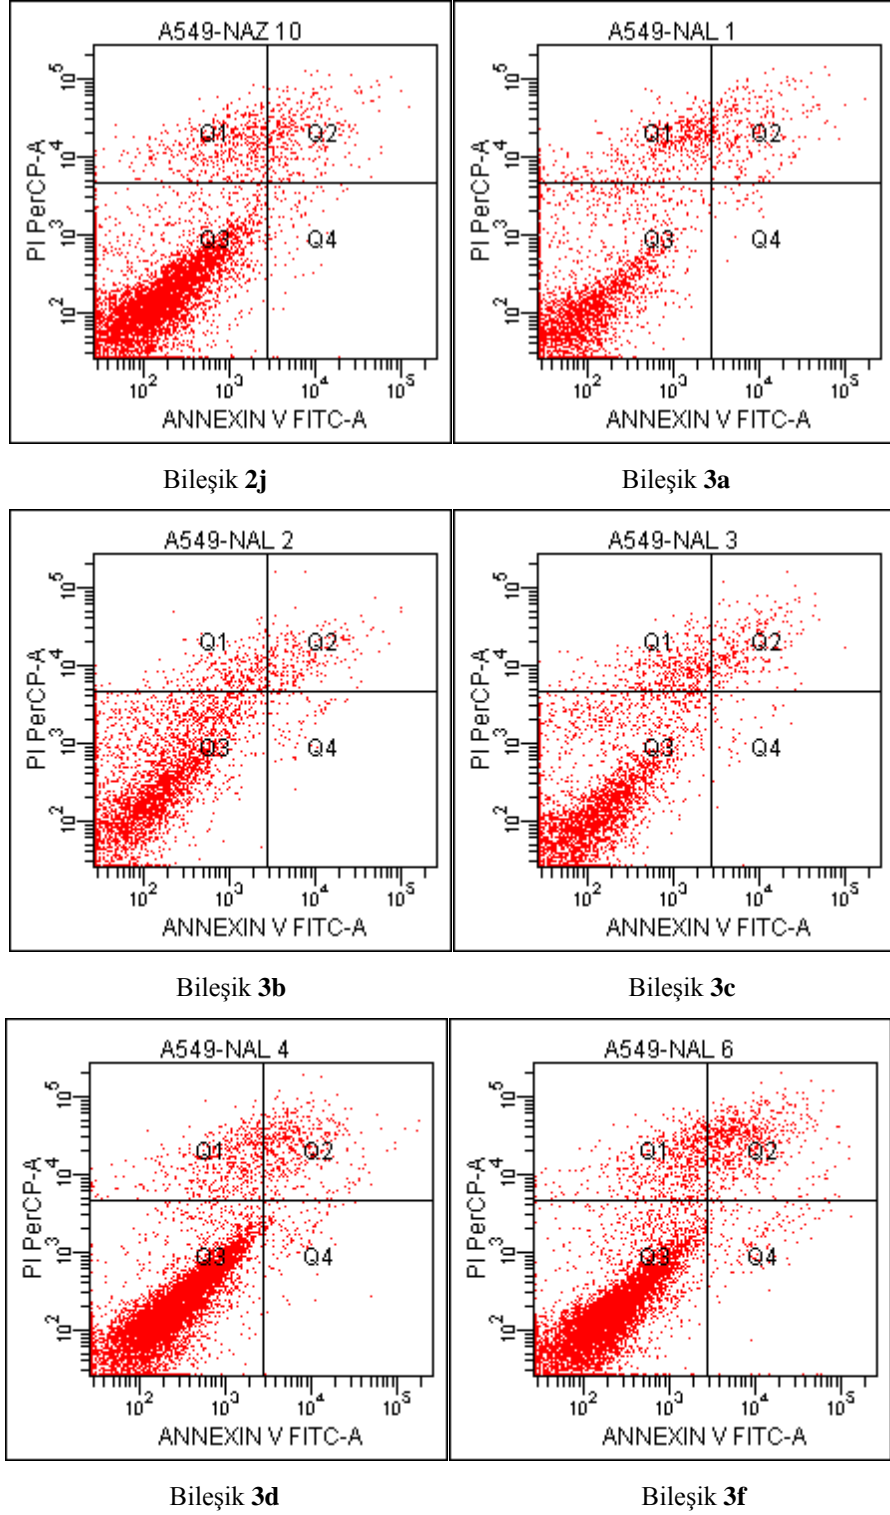 A549-NAZ 10
A549-NAL 1
PI PerCP-A
10^5
10^4
10^3
10^2
Q1
Q2
Q3
Q4
10^2 10^3 10^4 10^5
ANNEXIN V FITC-A
PI PerCP-A
10^5
10^4
10^3
10^2
Q1
Q2
Q3
Q4
10^2 10^3 10^4 10^5
ANNEXIN V FITC-A
Bileşik 2j
Bileşik 3a
A549-NAL 2
A549-NAL 3
PI PerCP-A
10^5
10^4
10^3
10^2
Q1
Q2
Q3
Q4
10^2 10^3 10^4 10^5
ANNEXIN V FITC-A
PI PerCP-A
10^5
10^4
10^3
10^2
Q1
Q2
Q3
Q4
10^2 10^3 10^4 10^5
ANNEXIN V FITC-A
Bileşik 3b
Bileşik 3c
A549-NAL 4
A549-NAL 6
PI PerCP-A
10^5
10^4
10^3
10^2
Q1
Q2
Q3
Q4
10^2 10^3 10^4 10^5
ANNEXIN V FITC-A
PI PerCP-A
10^5
10^4
10^3
10^2
Q1
Q2
Q3
Q4
10^2 10^3 10^4 10^5
ANNEXIN V FITC-A
Bileşik 3d
Bileşik 3f